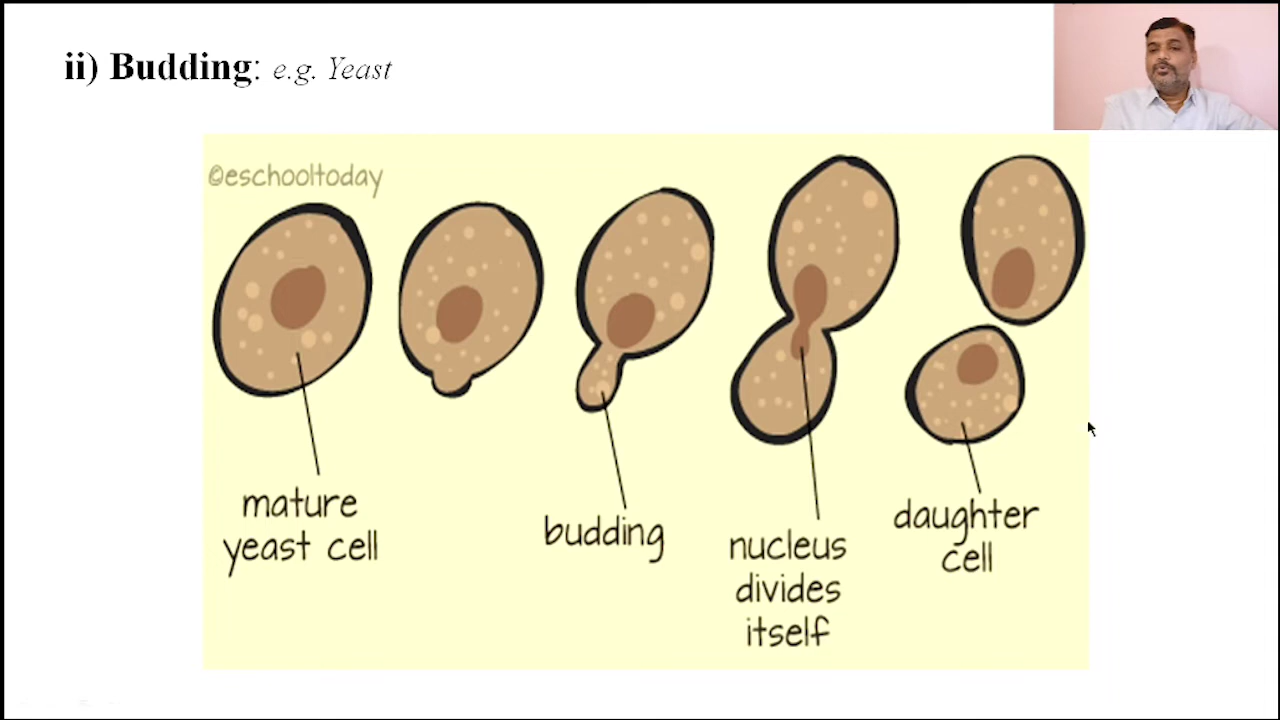 ii) Budding: e.g. Yeast
©eschooltoday
mature
yeast cell
budding
nucleus
divides
itself
daughter
cell